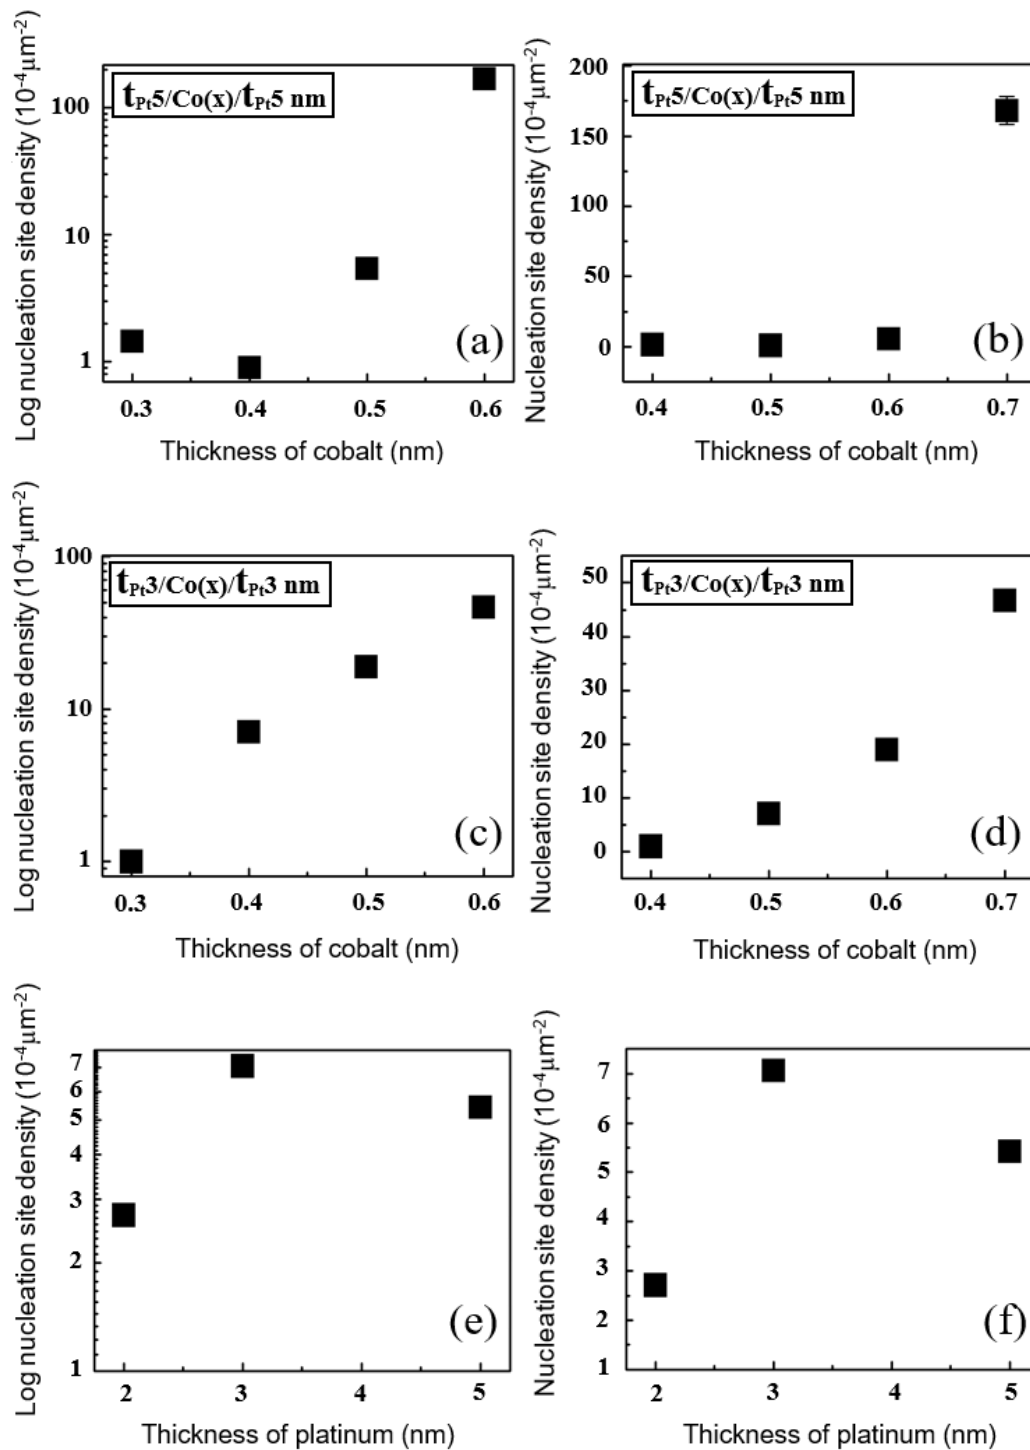 Log nucleation site density (10⁻⁴μm⁻²)
100
10
1
t_Pt5/Co(x)/t_Pt5 nm
(a)
0.3 0.4 0.5 0.6
Thickness of cobalt (nm)
Nucleation site density (10⁻⁴μm⁻²)
200
150
100
50
0
t_Pt5/Co(x)/t_Pt5 nm
(b)
0.4 0.5 0.6 0.7
Thickness of cobalt (nm)
Log nucleation site density (10⁻⁴μm⁻²)
100
10
1
t_Pt3/Co(x)/t_Pt3 nm
(c)
0.3 0.4 0.5 0.6
Thickness of cobalt (nm)
Nucleation site density (10⁻⁴μm⁻²)
50
40
30
20
10
0
t_Pt3/Co(x)/t_Pt3 nm
(d)
0.4 0.5 0.6 0.7
Thickness of cobalt (nm)
Log nucleation site density (10⁻⁴μm⁻²)
7
6
5
4
3
2
1
(e)
2 3 4 5
Thickness of platinum (nm)
Nucleation site density (10⁻⁴μm⁻²)
7
6
5
4
3
2
1
(f)
2 3 4 5
Thickness of platinum (nm)